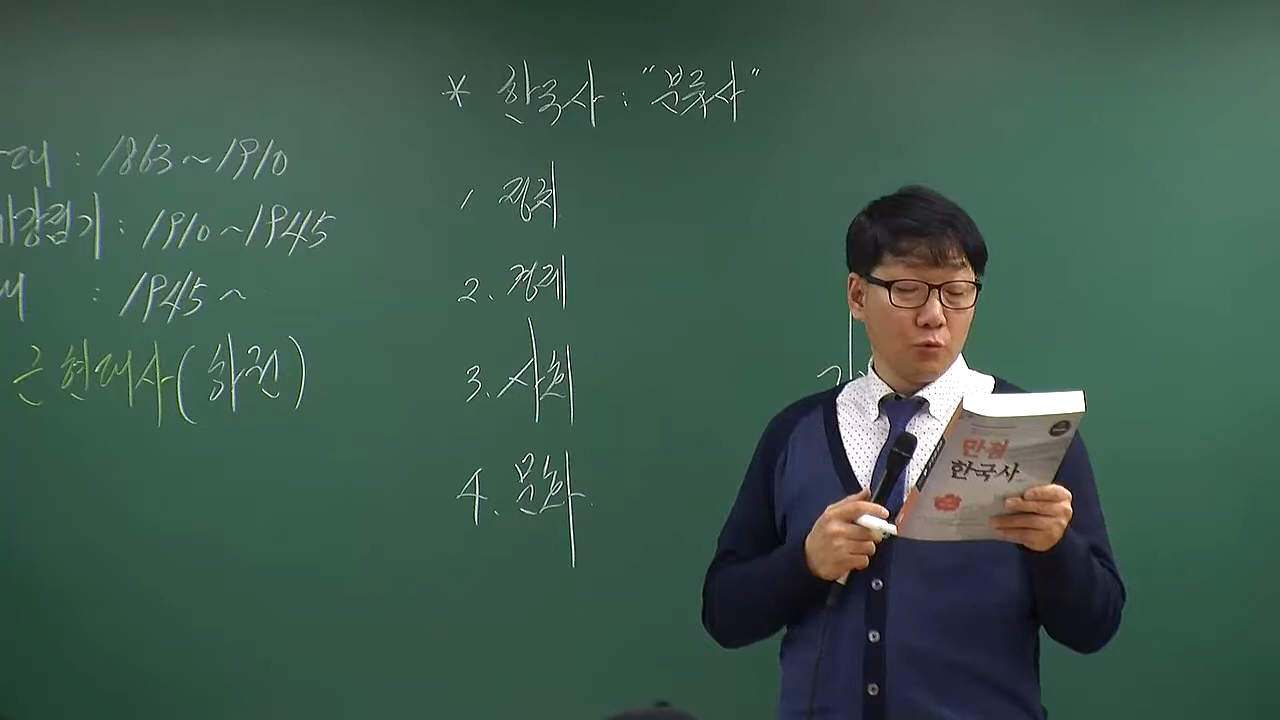 * 한국사 : "분류사"
: 1863 ~ 1910
강점기 : 1910 ~ 1945
: 1945 ~
근현대사 (하권)
1. 정치
2. 경제
3. 사회
4. 문화
만점
한국사